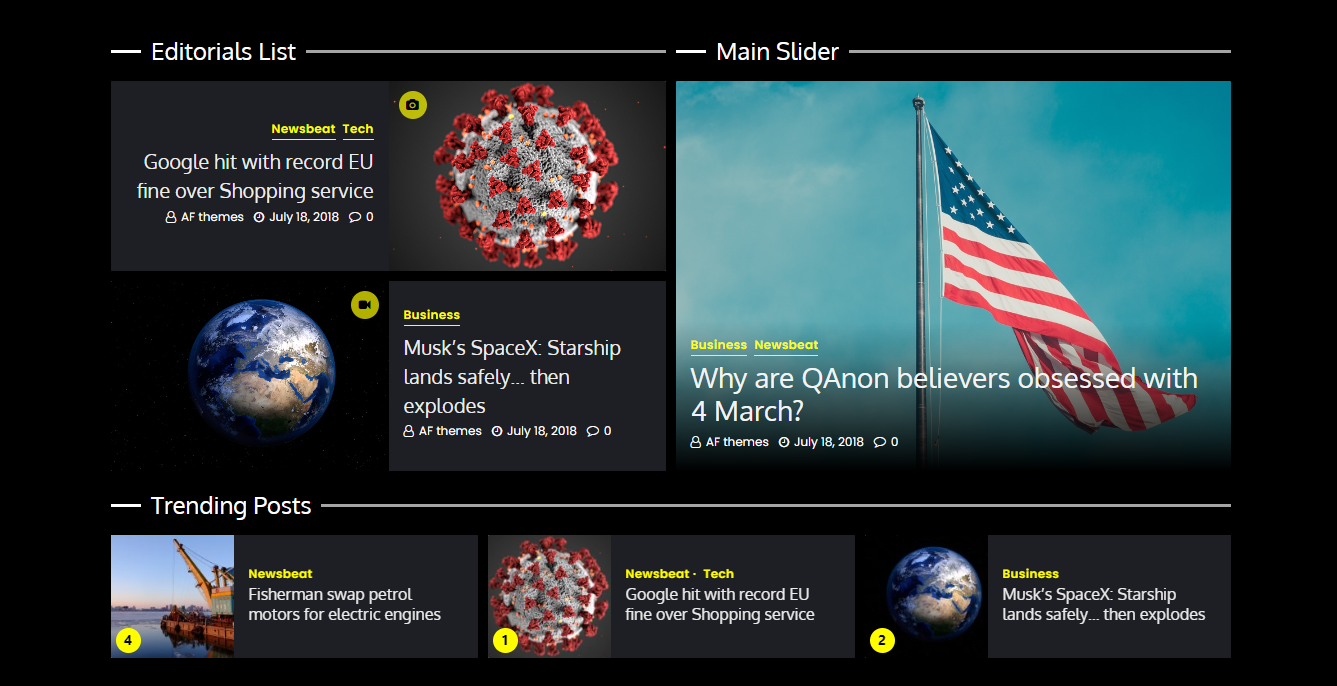 Editorials List
Newsbeat Tech
Google hit with record EU
fine over Shopping service
AF themes July 18, 2018 0
Business
Musk’s SpaceX: Starship
lands safely… then
explodes
AF themes July 18, 2018 0
Main Slider
Business Newsbeat
Why are QAnon believers obsessed with
4 March?
AF themes July 18, 2018 0
Trending Posts
4
Newsbeat
Fisherman swap petrol
motors for electric engines
1
Newsbeat · Tech
Google hit with record EU
fine over Shopping service
2
Business
Musk’s SpaceX: Starship
lands safely… then explodes